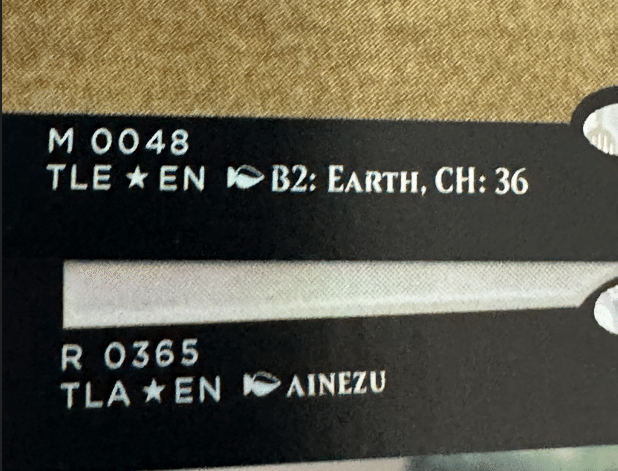 M 0048
TLE ★ EN B2: EARTH, CH: 36
R 0365
TLA ★ EN AINEZU